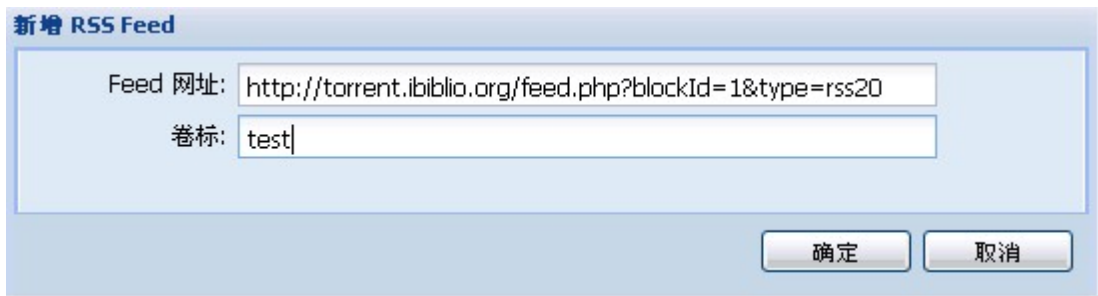 新增 RSS Feed
Feed 网址: http://torrent.ibiblio.org/feed.php?blockId=1&type=rss20
卷标: test
确定 取消